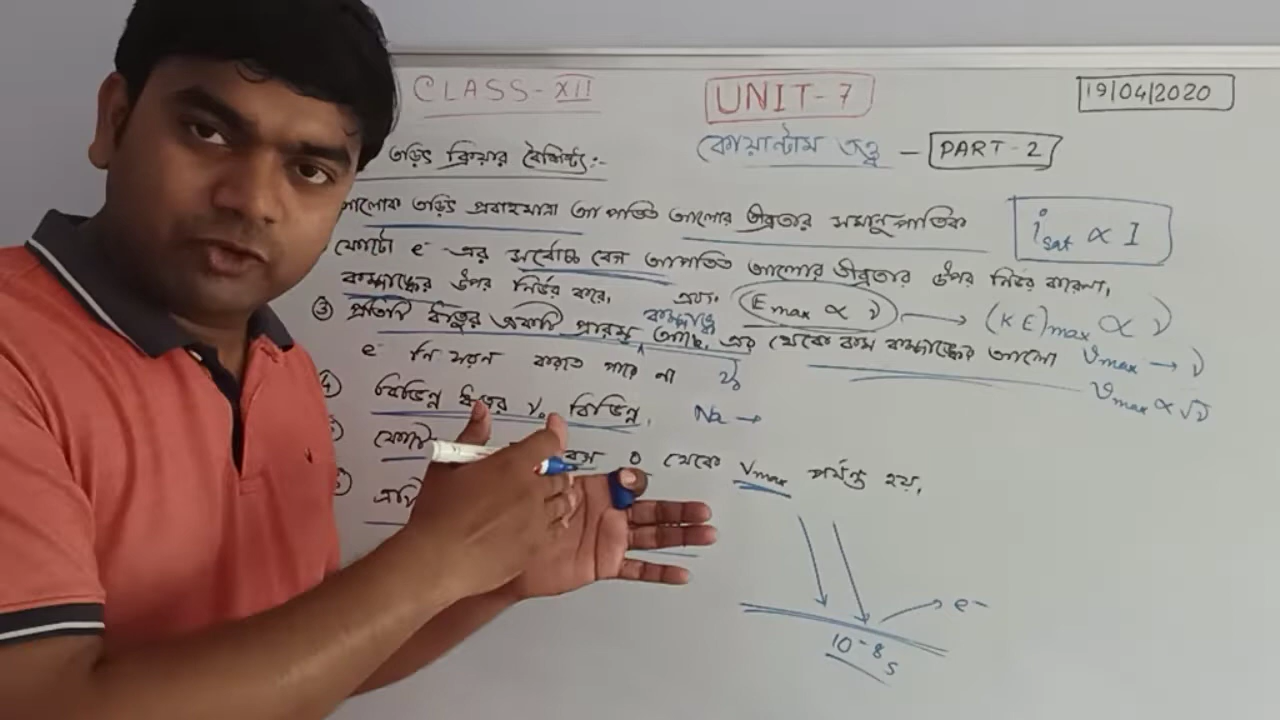 CLASS-XII
UNIT-7
19/04/2020
কোয়ান্টাম তত্ত্ব — PART-2
তড়িৎ ক্রিয়ার বৈশিষ্ট্য:-
আলোক তড়িৎ প্রবাহমাত্রা আপতিত আলোর তীব্রতার সমানুপাতিক
i_sat ∝ I
ফোটো e⁻ এর সর্বোচ্চ বেগ আপতিত আলোর তীব্রতার উপর নির্ভর করেনা,
কম্পাঙ্কের উপর নির্ভর করে, এবং E_max ∝ ν → (KE)_max ∝ ν
③ প্রতিটি ধাতুর একটি প্রারম্ভ কম্পাঙ্ক আছে, এর থেকে কম কম্পাঙ্কের আলো
v_max → ν
e⁻ নিঃসরণ করতে পারে না ν₀
v_max ∝ √ν
④ বিভিন্ন ধাতুর ν₀ বিভিন্ন, Na →
ফোটো 0 থেকে V_max পর্যন্ত হয়,
e⁻
10⁻⁸ s